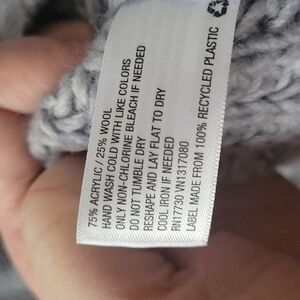 75% ACRYLIC / 25% WOOL
HAND WASH COLD WITH LIKE COLORS
ONLY NON-CHLORINE BLEACH IF NEEDED
DO NOT TUMBLE DRY
RESHAPE AND LAY FLAT TO DRY
COOL IRON IF NEEDED
RN17730 VN1317080
LABEL MADE FROM 100% RECYCLED PLASTIC